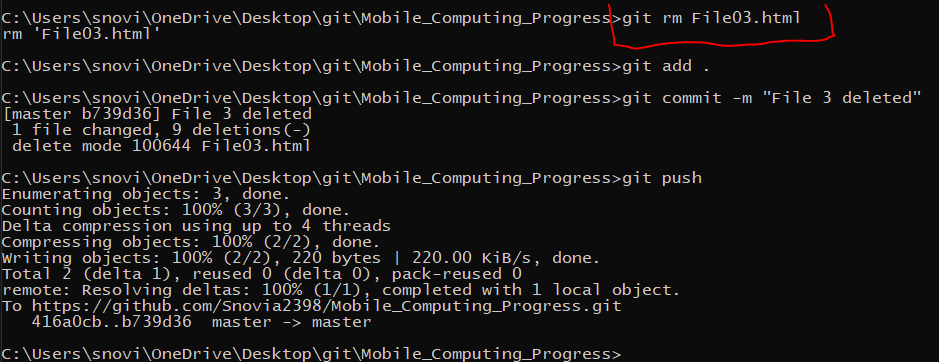 C:\Users\snovi\OneDrive\Desktop\git\Mobile_Computing_Progress>git rm File03.html
rm 'File03.html'
C:\Users\snovi\OneDrive\Desktop\git\Mobile_Computing_Progress>git add .
C:\Users\snovi\OneDrive\Desktop\git\Mobile_Computing_Progress>git commit -m "File 3 deleted"
[master b739d36] File 3 deleted
 1 file changed, 9 deletions(-)
 delete mode 100644 File03.html
C:\Users\snovi\OneDrive\Desktop\git\Mobile_Computing_Progress>git push
Enumerating objects: 3, done.
Counting objects: 100% (3/3), done.
Delta compression using up to 4 threads
Compressing objects: 100% (2/2), done.
Writing objects: 100% (2/2), 220 bytes | 220.00 KiB/s, done.
Total 2 (delta 1), reused 0 (delta 0), pack-reused 0
remote: Resolving deltas: 100% (1/1), completed with 1 local object.
To https://github.com/Snovia2398/Mobile_Computing_Progress.git
   416a0cb..b739d36  master -> master
C:\Users\snovi\OneDrive\Desktop\git\Mobile_Computing_Progress>